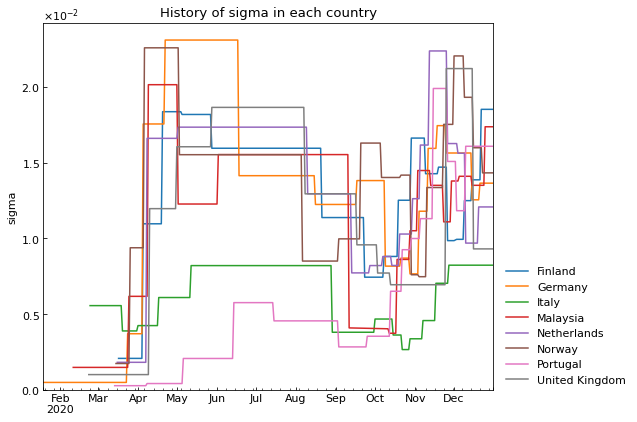 History of sigma in each country
×10⁻²
sigma
2.0
1.5
1.0
0.5
0.0
Feb Mar Apr May Jun Jul Aug Sep Oct Nov Dec
2020
Finland
Germany
Italy
Malaysia
Netherlands
Norway
Portugal
United Kingdom